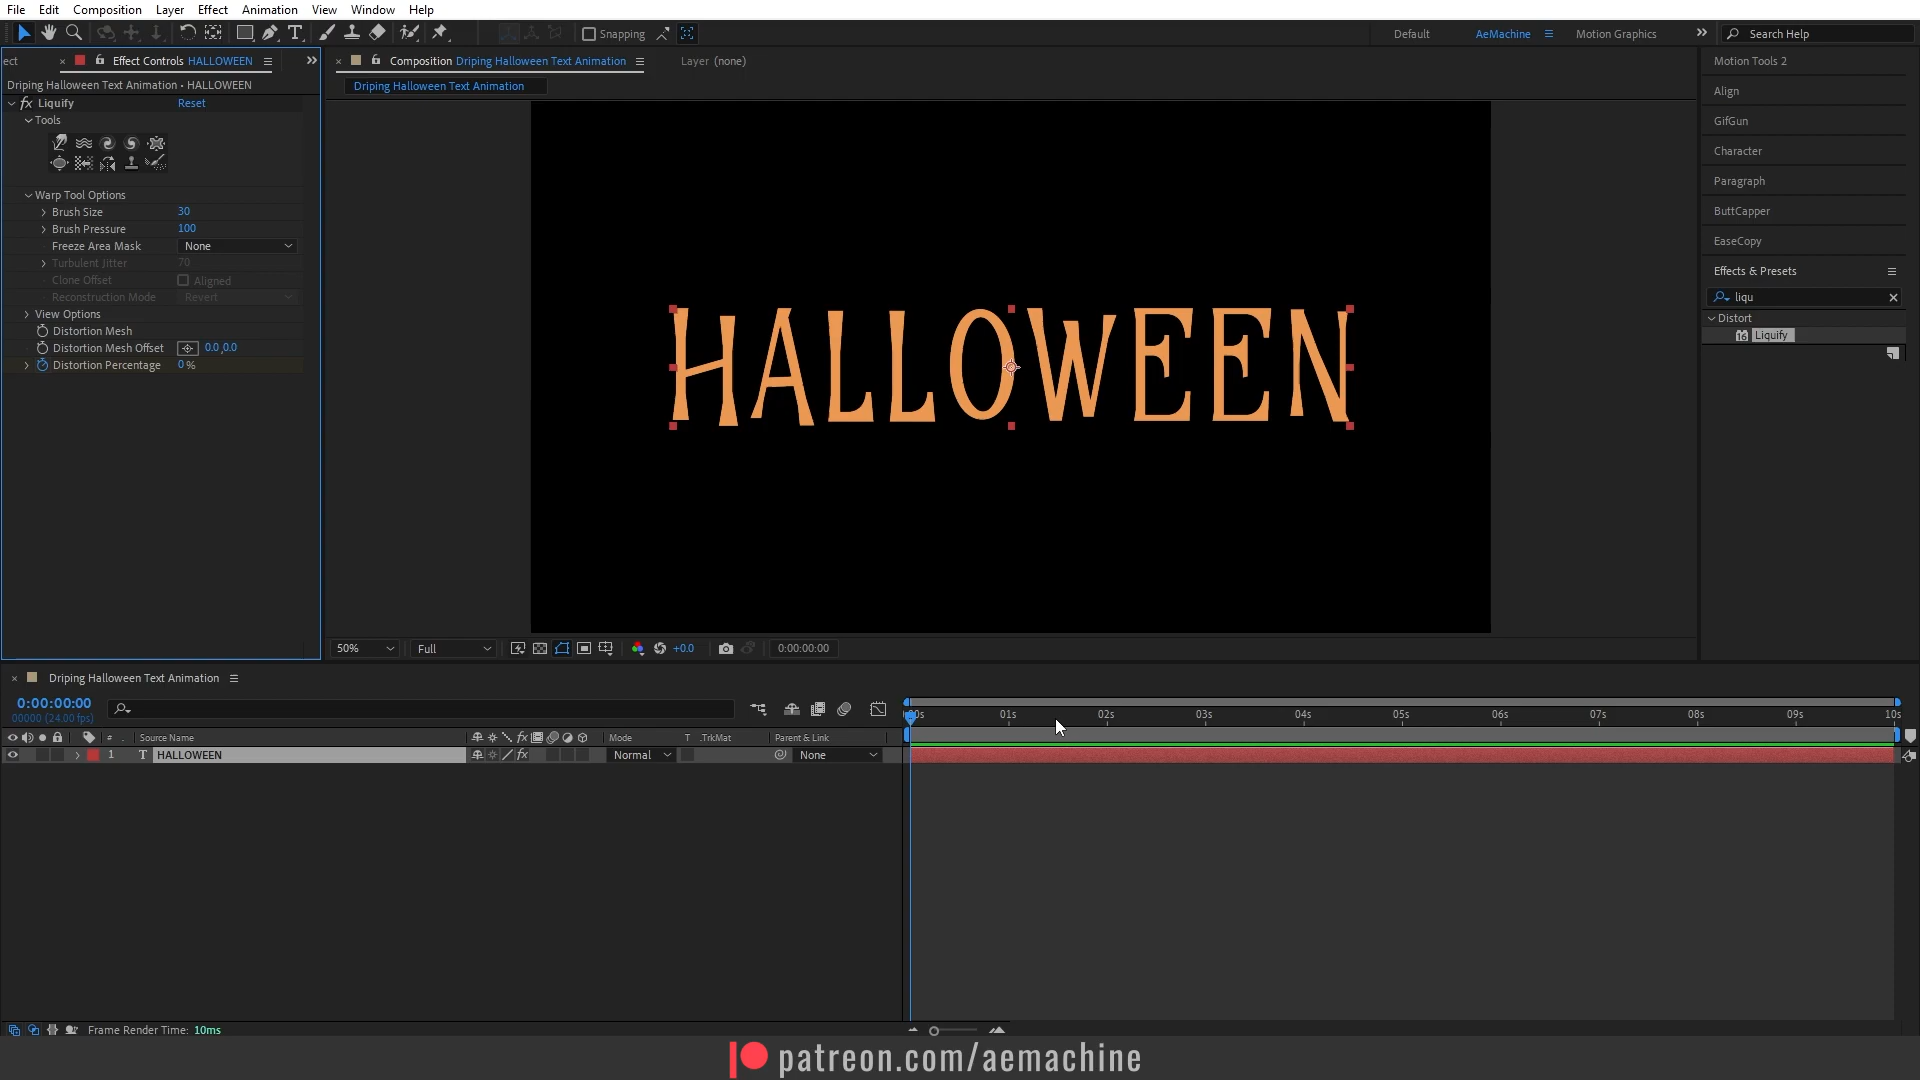 File Edit Composition Layer Effect Animation View Window Help
Snapping
Default AeMachine Motion Graphics Search Help
ect Effect Controls HALLOWEEN
Driping Halloween Text Animation • HALLOWEEN
fx Liquify Reset
Tools
Warp Tool Options
Brush Size 30
Brush Pressure 100
Freeze Area Mask None
Turbulent Jitter 70
Clone Offset Aligned
Reconstruction Mode Revert
View Options
Distortion Mesh
Distortion Mesh Offset 0.0,0.0
Distortion Percentage 0 %
Composition Driping Halloween Text Animation Layer (none)
Driping Halloween Text Animation
HALLOWEEN
50% Full +0.0 0:00:00:00
Motion Tools 2
Align
GifGun
Character
Paragraph
ButtCapper
EaseCopy
Effects & Presets
liqu
Distort
Liquify
Driping Halloween Text Animation
0:00:00:00
00000 (24.00 fps)
# Source Name fx Mode T .TrkMat Parent & Link
1 T HALLOWEEN fx Normal None
00s 01s 02s 03s 04s 05s 06s 07s 08s 09s 10s
Frame Render Time: 10ms
patreon.com/aemachine